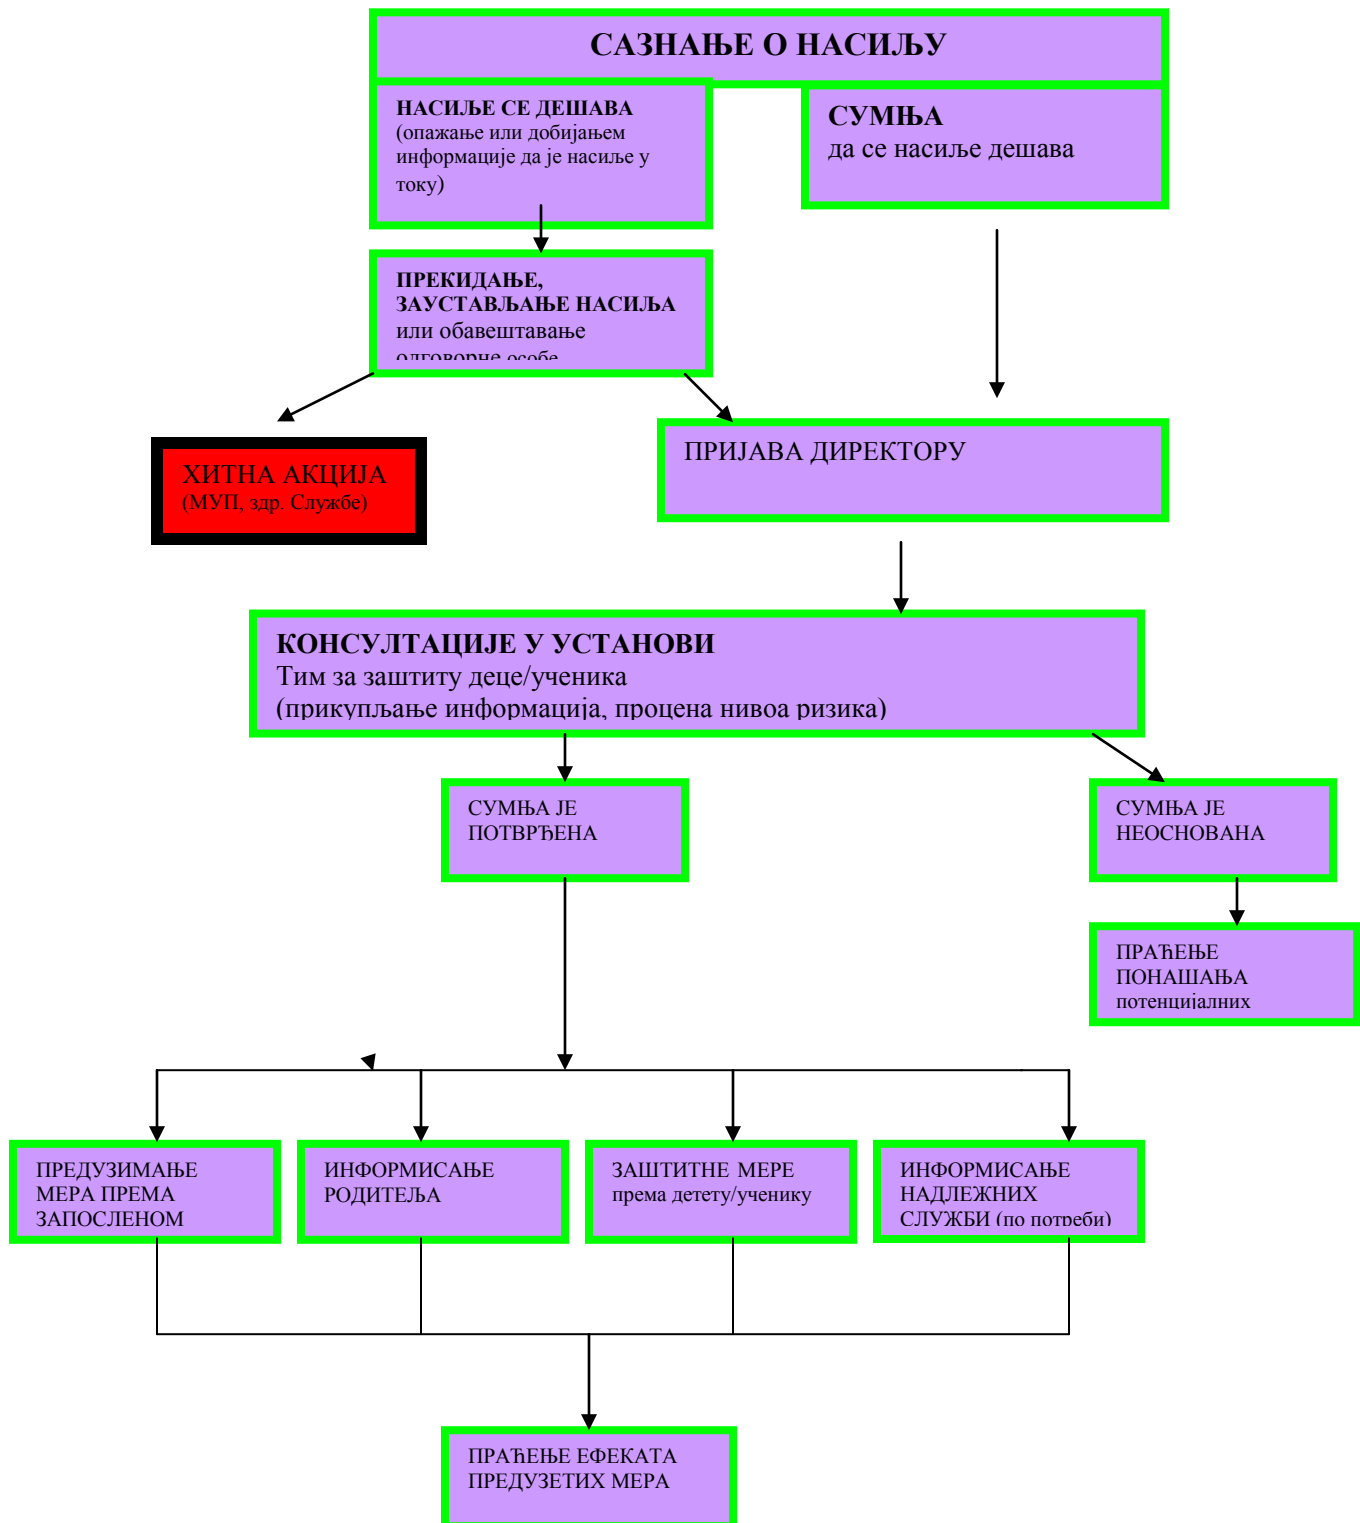 САЗНАЊЕ О НАСИЉУ
НАСИЉЕ СЕ ДЕШАВА
(опажање или добијањем
информације да је насиље у
току)
СУМЊА
да се насиље дешава
ПРЕКИДАЊЕ,
ЗАУСТАВЉАЊЕ НАСИЉА
или обавештавање
одговорне особе
ХИТНА АКЦИЈА
(МУП, здр. Службе)
ПРИЈАВА ДИРЕКТОРУ
КОНСУЛТАЦИЈЕ У УСТАНОВИ
Тим за заштиту деце/ученика
(прикупљање информација, процена нивоа ризика)
СУМЊА ЈЕ
ПОТВРЂЕНА
СУМЊА ЈЕ
НЕОСНОВАНА
ПРАЋЕЊЕ
ПОНАШАЊА
потенцијалних
ПРЕДУЗИМАЊЕ
МЕРА ПРЕМА
ЗАПОСЛЕНОМ
ИНФОРМИСАЊЕ
РОДИТЕЉА
ЗАШТИТНЕ МЕРЕ
према детету/ученику
ИНФОРМИСАЊЕ
НАДЛЕЖНИХ
СЛУЖБИ (по потреби)
ПРАЋЕЊЕ ЕФЕКАТА
ПРЕДУЗЕТИХ МЕРА